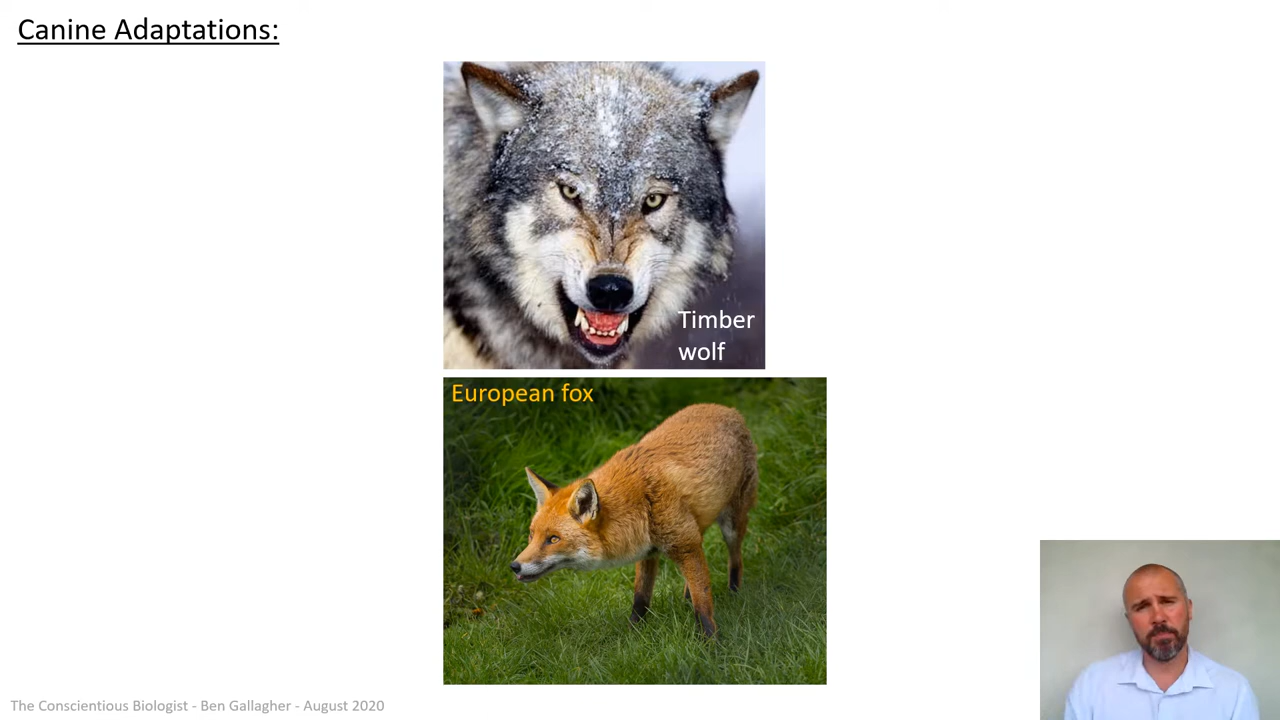 Canine Adaptations:
Timber
wolf
European fox
The Conscientious Biologist - Ben Gallagher - August 2020